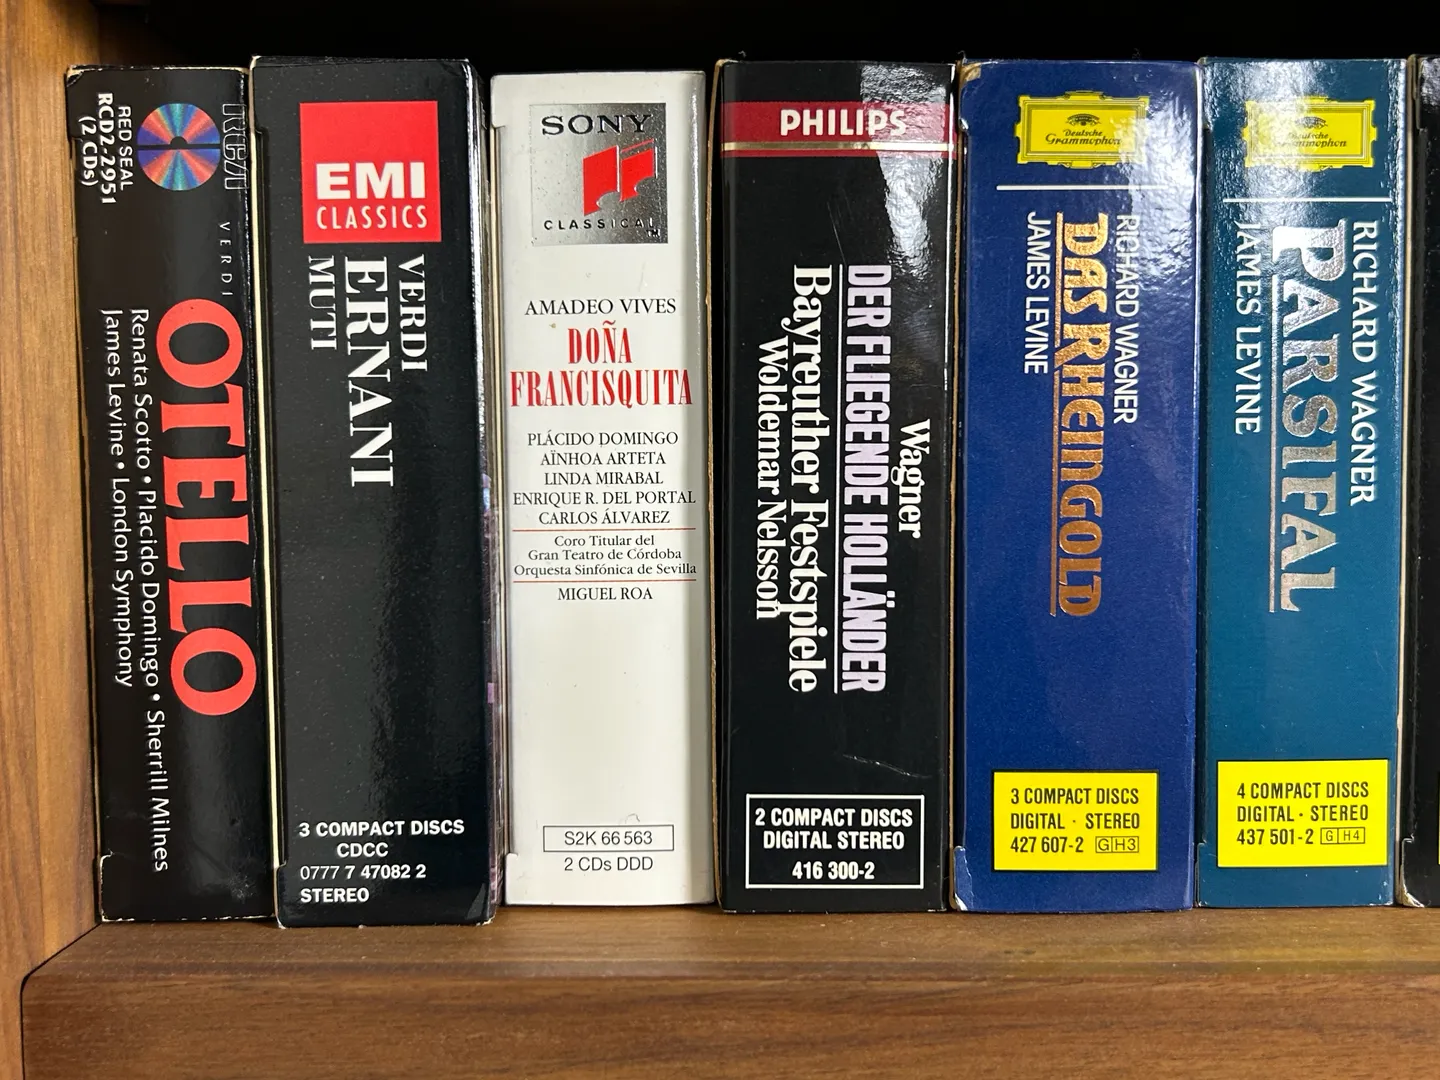 RCA
RED SEAL
RCD2-2951
(2 CDs)
VERDI
OTELLO
Renata Scotto • Placido Domingo • Sherrill Milnes
James Levine • London Symphony
EMI
CLASSICS
VERDI
ERNANI
MUTI
3 COMPACT DISCS
CDCC
0777 7 47082 2
STEREO
SONY
CLASSICAL
AMADEO VIVES
DOÑA
FRANCISQUITA
PLÁCIDO DOMINGO
AÏNHOA ARTETA
LINDA MIRABAL
ENRIQUE R. DEL PORTAL
CARLOS ÁLVAREZ
Coro Titular del
Gran Teatro de Córdoba
Orquesta Sinfónica de Sevilla
MIGUEL ROA
S2K 66 563
2 CDs DDD
PHILIPS
Wagner
DER FLIEGENDE HOLLÄNDER
Bayreuther Festspiele
Woldemar Nelsson
2 COMPACT DISCS
DIGITAL STEREO
416 300-2
Deutsche
Grammophon
RICHARD WAGNER
DAS RHEINGOLD
JAMES LEVINE
3 COMPACT DISCS
DIGITAL · STEREO
427 607-2 GH3
Deutsche
Grammophon
RICHARD WAGNER
PARSIFAL
JAMES LEVINE
4 COMPACT DISCS
DIGITAL · STEREO
437 501-2 GH4